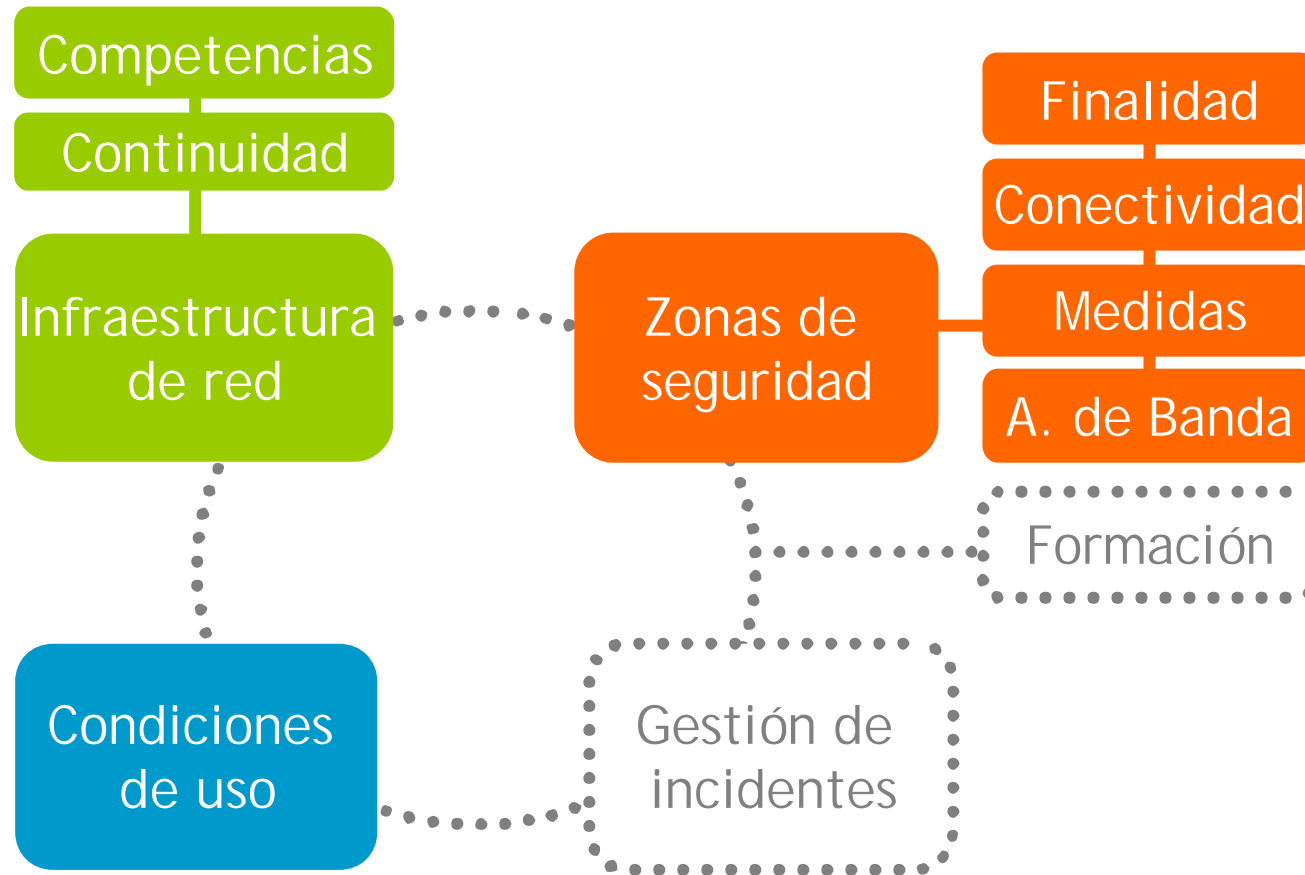 Competencias
Continuidad
Infraestructura
de red
Zonas de
seguridad
Finalidad
Conectividad
Medidas
A. de Banda
Formación
Condiciones
de uso
Gestión de
incidentes